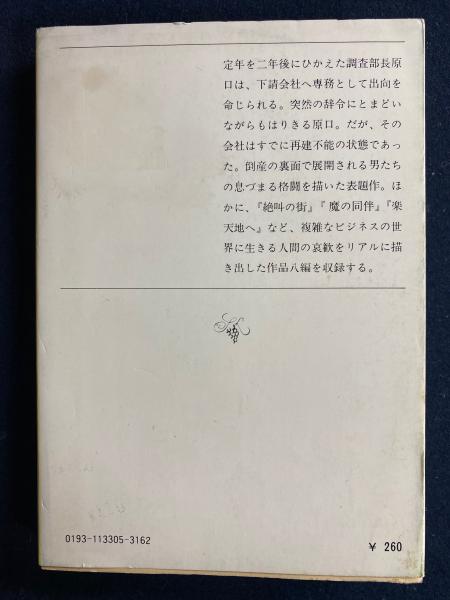 定年を二年後にひかえた調査部長原
口は、下請会社へ専務として出向を
命じられる。突然の辞令にとまどい
ながらもはりきる原口。だが、その
会社はすでに再建不能の状態であっ
た。倒産の裏面で展開される男たち
の息づまる格闘を描いた表題作。ほ
かに、『絶叫の街』『魔の同伴』『楽
天地へ』など、複雑なビジネスの世
界に生きる人間の哀歓をリアルに描
き出した作品八編を収録する。
0193-113305-3162
¥ 260